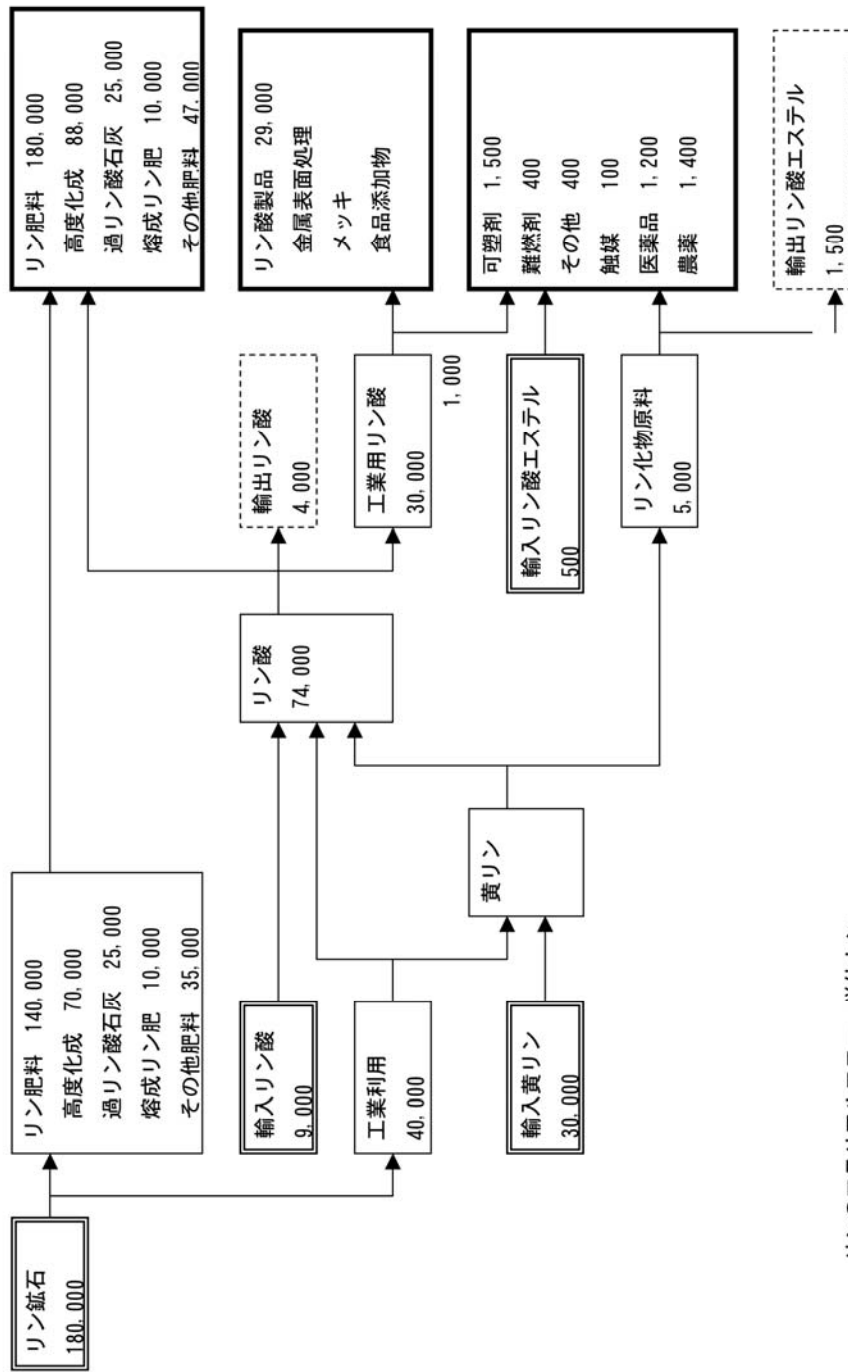 リン鉱石
180,000
リン肥料 140,000
高度化成 70,000
過リン酸石灰 25,000
熔成リン肥 10,000
その他肥料 35,000
リン肥料 180,000
高度化成 88,000
過リン酸石灰 25,000
熔成リン肥 10,000
その他肥料 47,000
輸入リン酸
9,000
工業利用
40,000
輸入黄リン
30,000
黄リン
リン酸
74,000
輸出リン酸
4,000
工業用リン酸
30,000
1,000
輸入リン酸エステル
500
リン化物原料
5,000
リン酸製品 29,000
金属表面処理
メッキ
食品添加物
可塑剤 1,500
難燃剤 400
その他 400
触媒 100
医薬品 1,200
農薬 1,400
輸出リン酸エステル
1,500